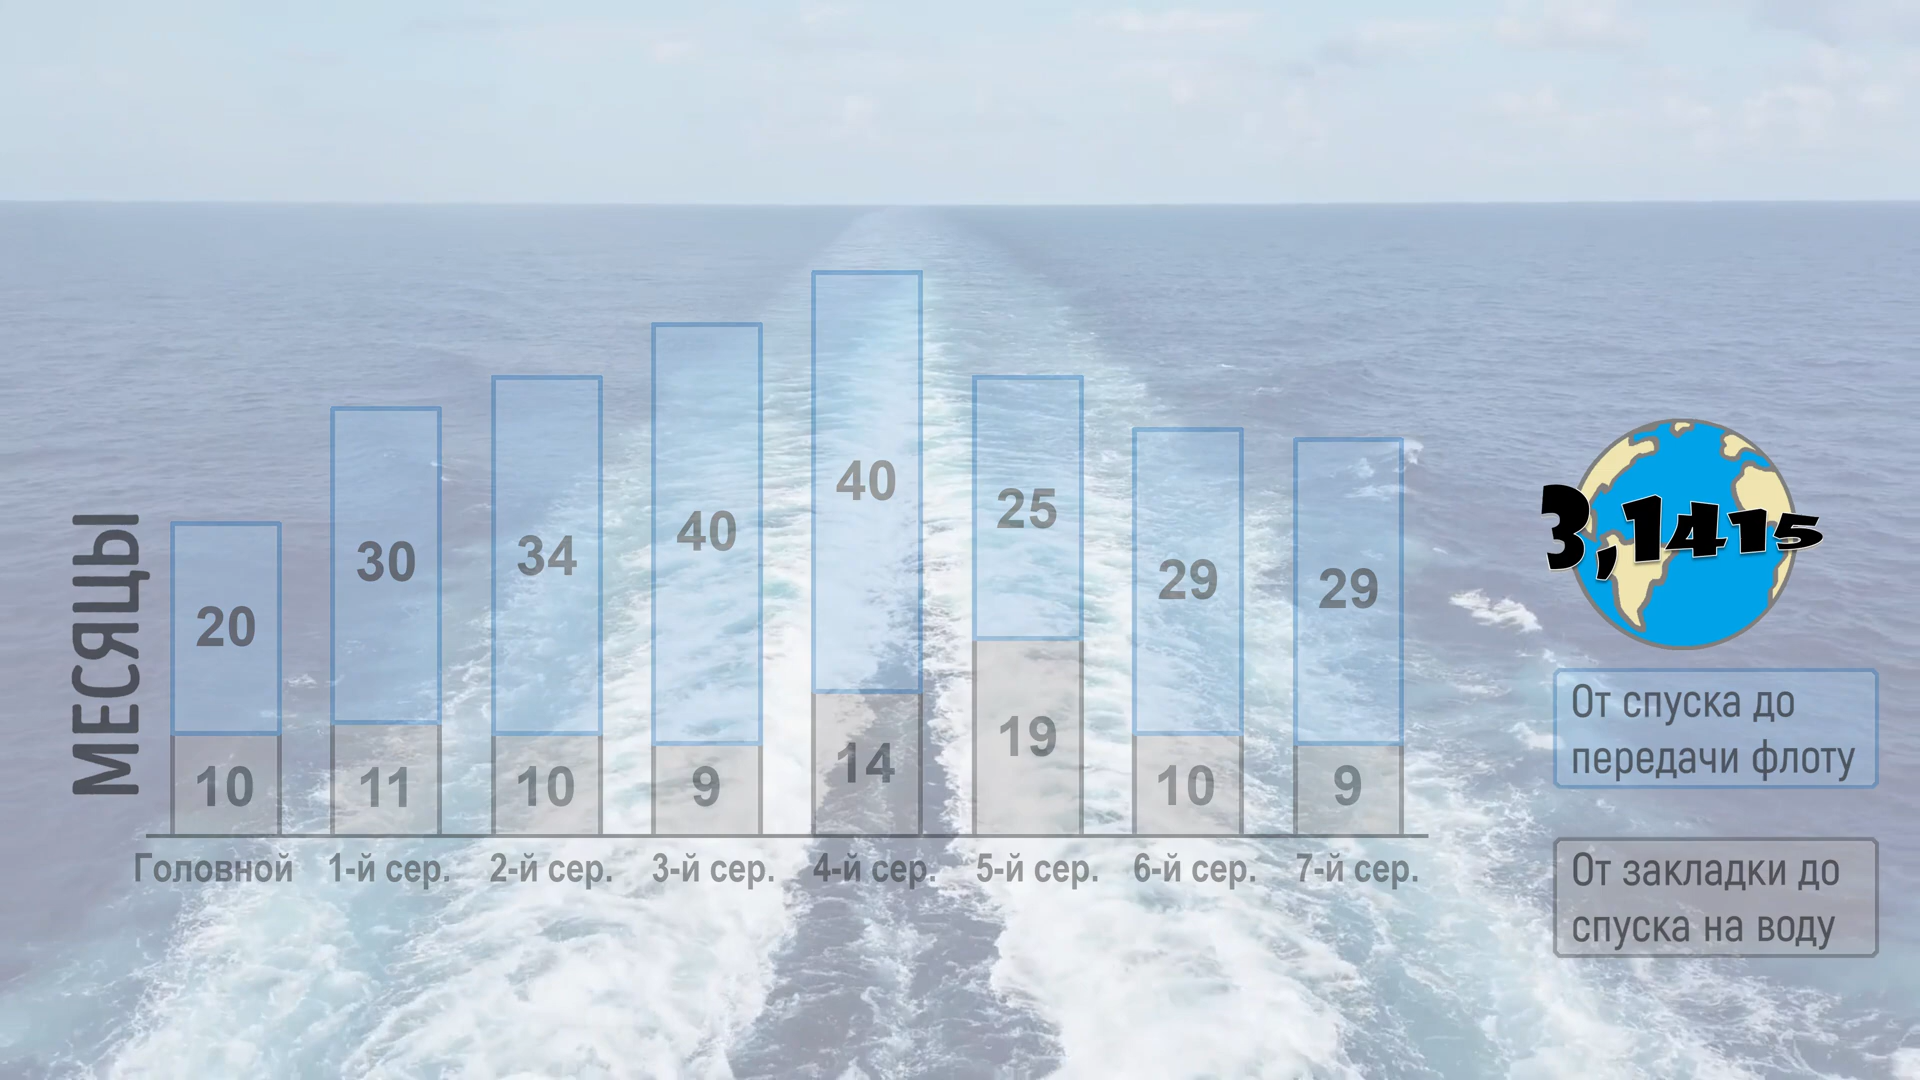 МЕСЯЦЫ
20
30
34
40
40
25
29
29
10
11
10
9
14
19
10
9
Головной
1-й сер.
2-й сер.
3-й сер.
4-й сер.
5-й сер.
6-й сер.
7-й сер.
3,1415
От спуска до
передачи флоту
От закладки до
спуска на воду